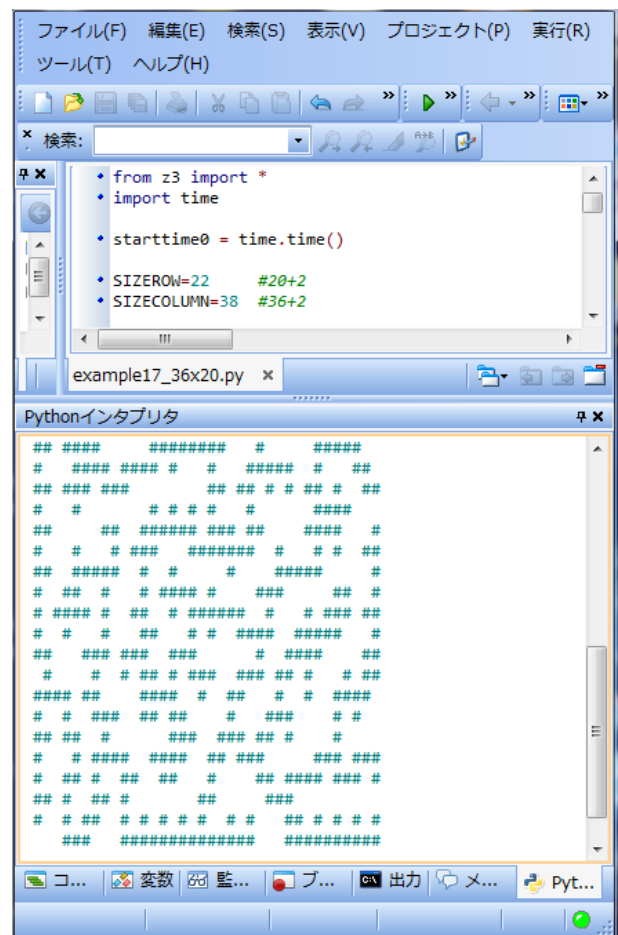 ファイル(F) 編集(E) 検索(S) 表示(V) プロジェクト(P) 実行(R)
ツール(T) ヘルプ(H)
検索:
from z3 import *
import time
starttime0 = time.time()
SIZEROW=22      #20+2
SIZECOLUMN=38  #36+2
example17_36x20.py
Pythonインタプリタ
## ####     ########   #     #####
#   #### #### #   #   #####  #   ##
## ### ###        ## ## # # ## #  ##
#   #       # # # #   #      ####
##     ##  ###### ### ##    ####   #
#   #   # ###   #######  #   # #  ##
##  #####  # #     #    #####     #
#  ##  #   # #### #    ###     ##  #
# #### #  ##  # ######  #   # ### ##
#  #   #   ##   # #  ####  #####   #
##   ### ### ###      #  ####    ##
 #    #  # ## # ###  ### ## #   # ##
#### ##    ####  #  ##   #  #  ####
#  #  ###  ## ##    #   ###    # #
## ##  #      ###  ### ## #    #
#   # ####  ####  ## ###     ### ###
#  ## #  ##  ##   #    ## #### ### #
## #  ## #       ##     ###
#  # ##  # # # # #  # #   ## # # # #
   ###   ##############   ##########
コ...
変数
監...
ブ...
出力
メ...
Pyt...